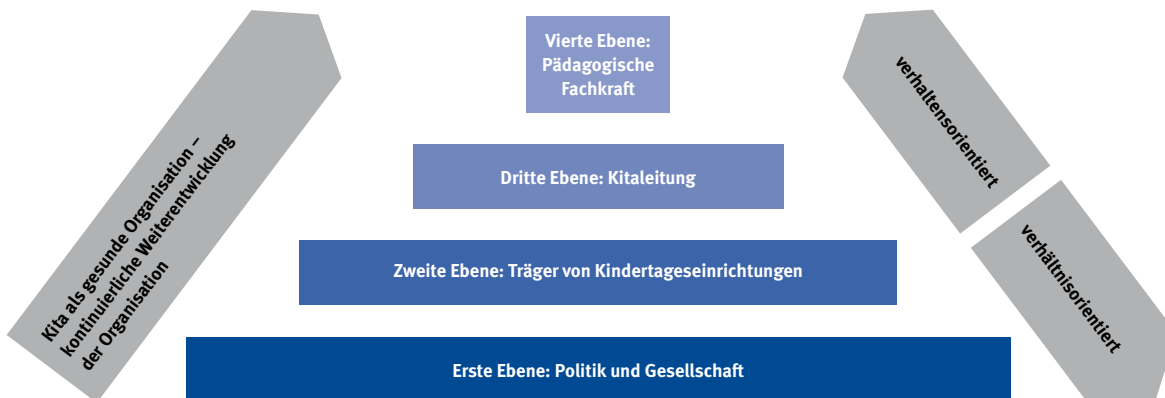 Vierte Ebene:
Pädagogische
Fachkraft
Dritte Ebene: Kitaleitung
Zweite Ebene: Träger von Kindertageseinrichtungen
Erste Ebene: Politik und Gesellschaft
Kita als gesunde Organisation –
kontinuierliche Weiterentwicklung
der Organisation
verhaltensorientiert
verhältnisorientiert